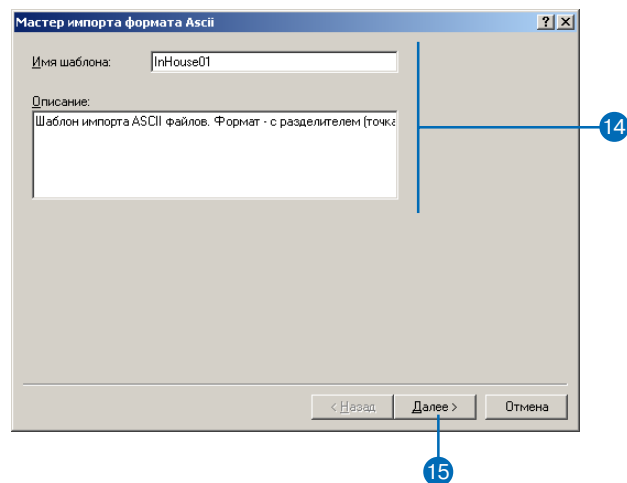 Мастер импорта формата Ascii
Имя шаблона: InHouse01
Описание:
Шаблон импорта ASCII файлов. Формат - с разделителем (точка
14
< Назад Далее > Отмена
15